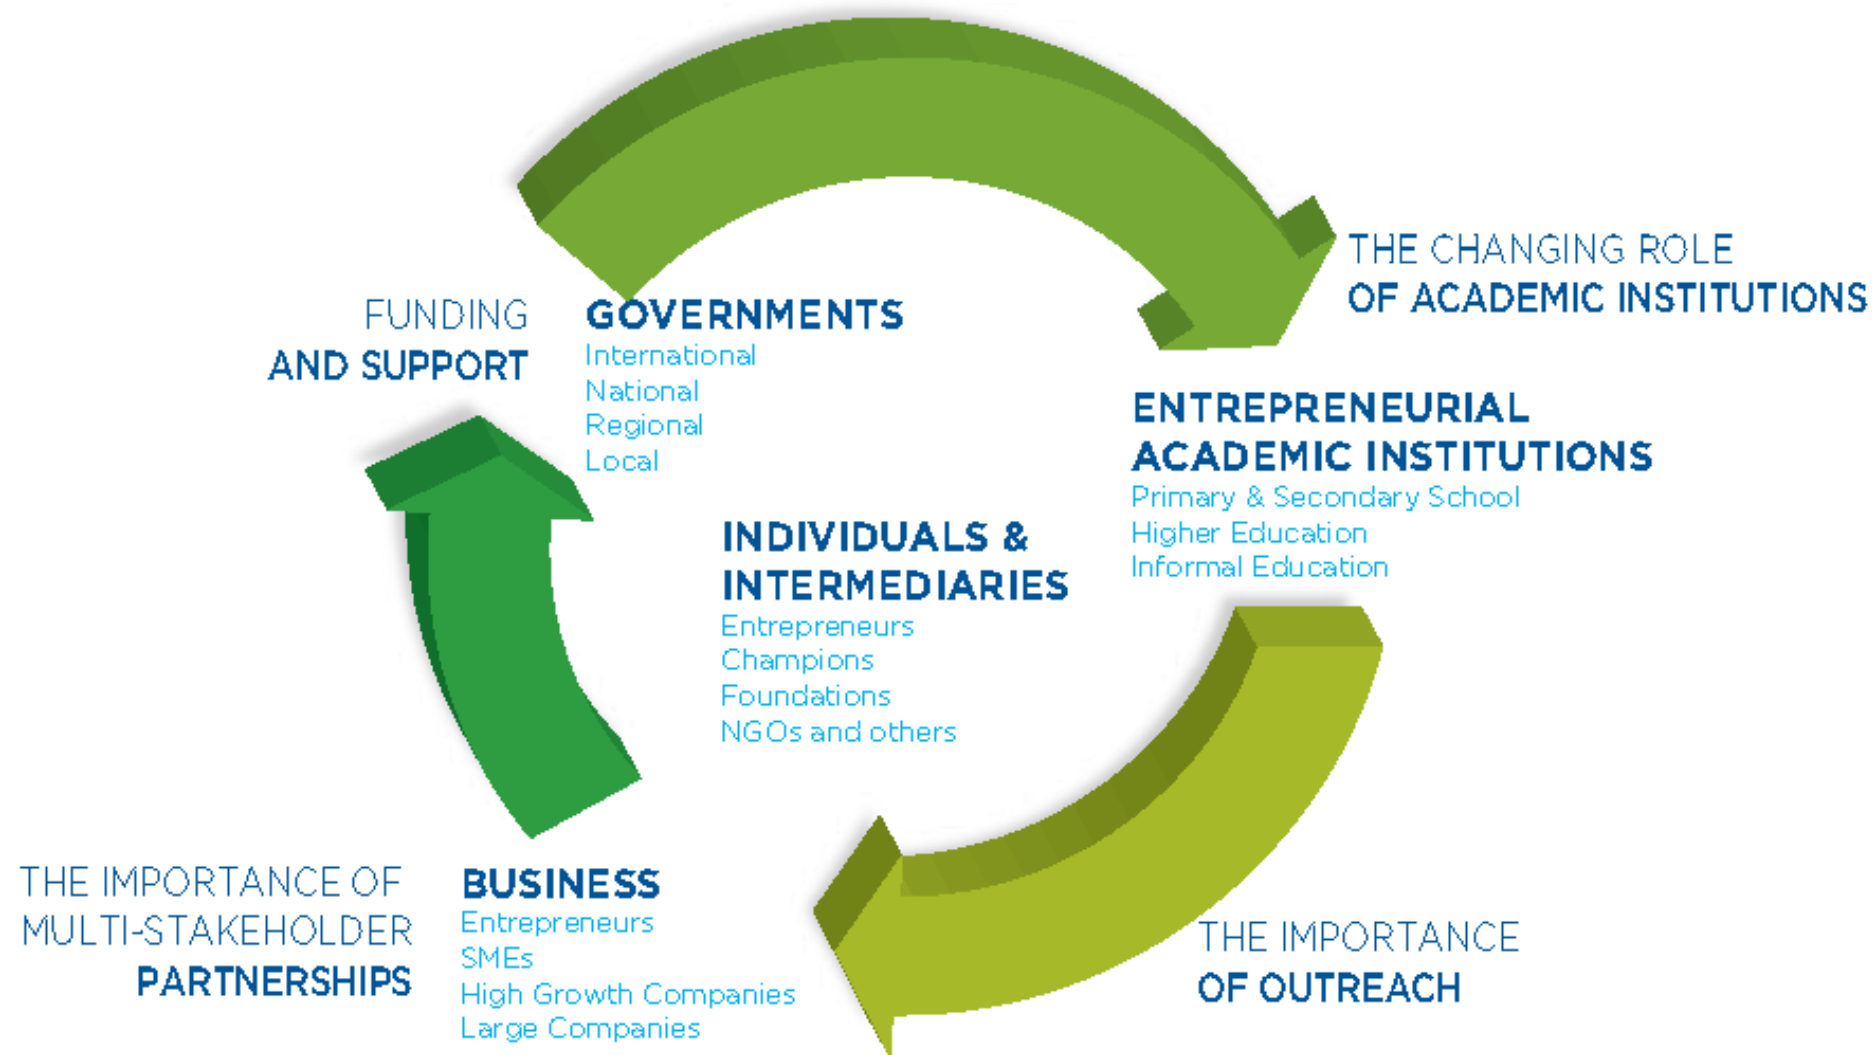 FUNDING
AND SUPPORT
GOVERNMENTS
International
National
Regional
Local
THE CHANGING ROLE
OF ACADEMIC INSTITUTIONS
ENTREPRENEURIAL
ACADEMIC INSTITUTIONS
Primary & Secondary School
Higher Education
Informal Education
INDIVIDUALS &
INTERMEDIARIES
Entrepreneurs
Champions
Foundations
NGOs and others
THE IMPORTANCE OF
MULTI-STAKEHOLDER
PARTNERSHIPS
BUSINESS
Entrepreneurs
SMEs
High Growth Companies
Large Companies
THE IMPORTANCE
OF OUTREACH